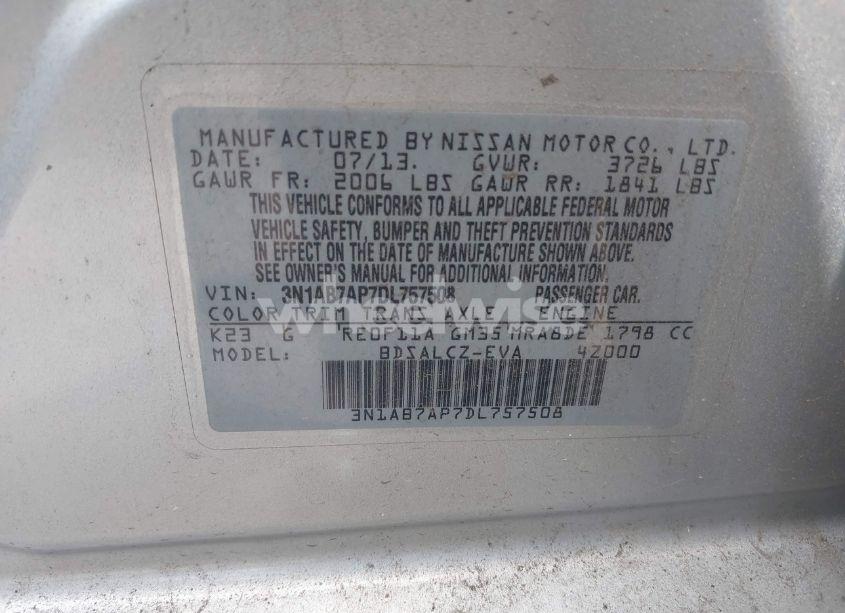 MANUFACTURED BY NISSAN MOTOR CO., LTD.
DATE: 07/13. GVWR: 3726 LBS
GAWR FR: 2006 LBS GAWR RR: 1841 LBS
THIS VEHICLE CONFORMS TO ALL APPLICABLE FEDERAL MOTOR
VEHICLE SAFETY, BUMPER AND THEFT PREVENTION STANDARDS
IN EFFECT ON THE DATE OF MANUFACTURE SHOWN ABOVE.
SEE OWNER'S MANUAL FOR ADDITIONAL INFORMATION.
VIN: 3N1AB7AP7DL757508 PASSENGER CAR.
COLOR TRIM TRANS AXLE ENGINE
K23 G RE0F11A GM35 MRA8DE 1798 CC
MODEL: BDSALCZ-EVA 4Z000
3N1AB7AP7DL757508